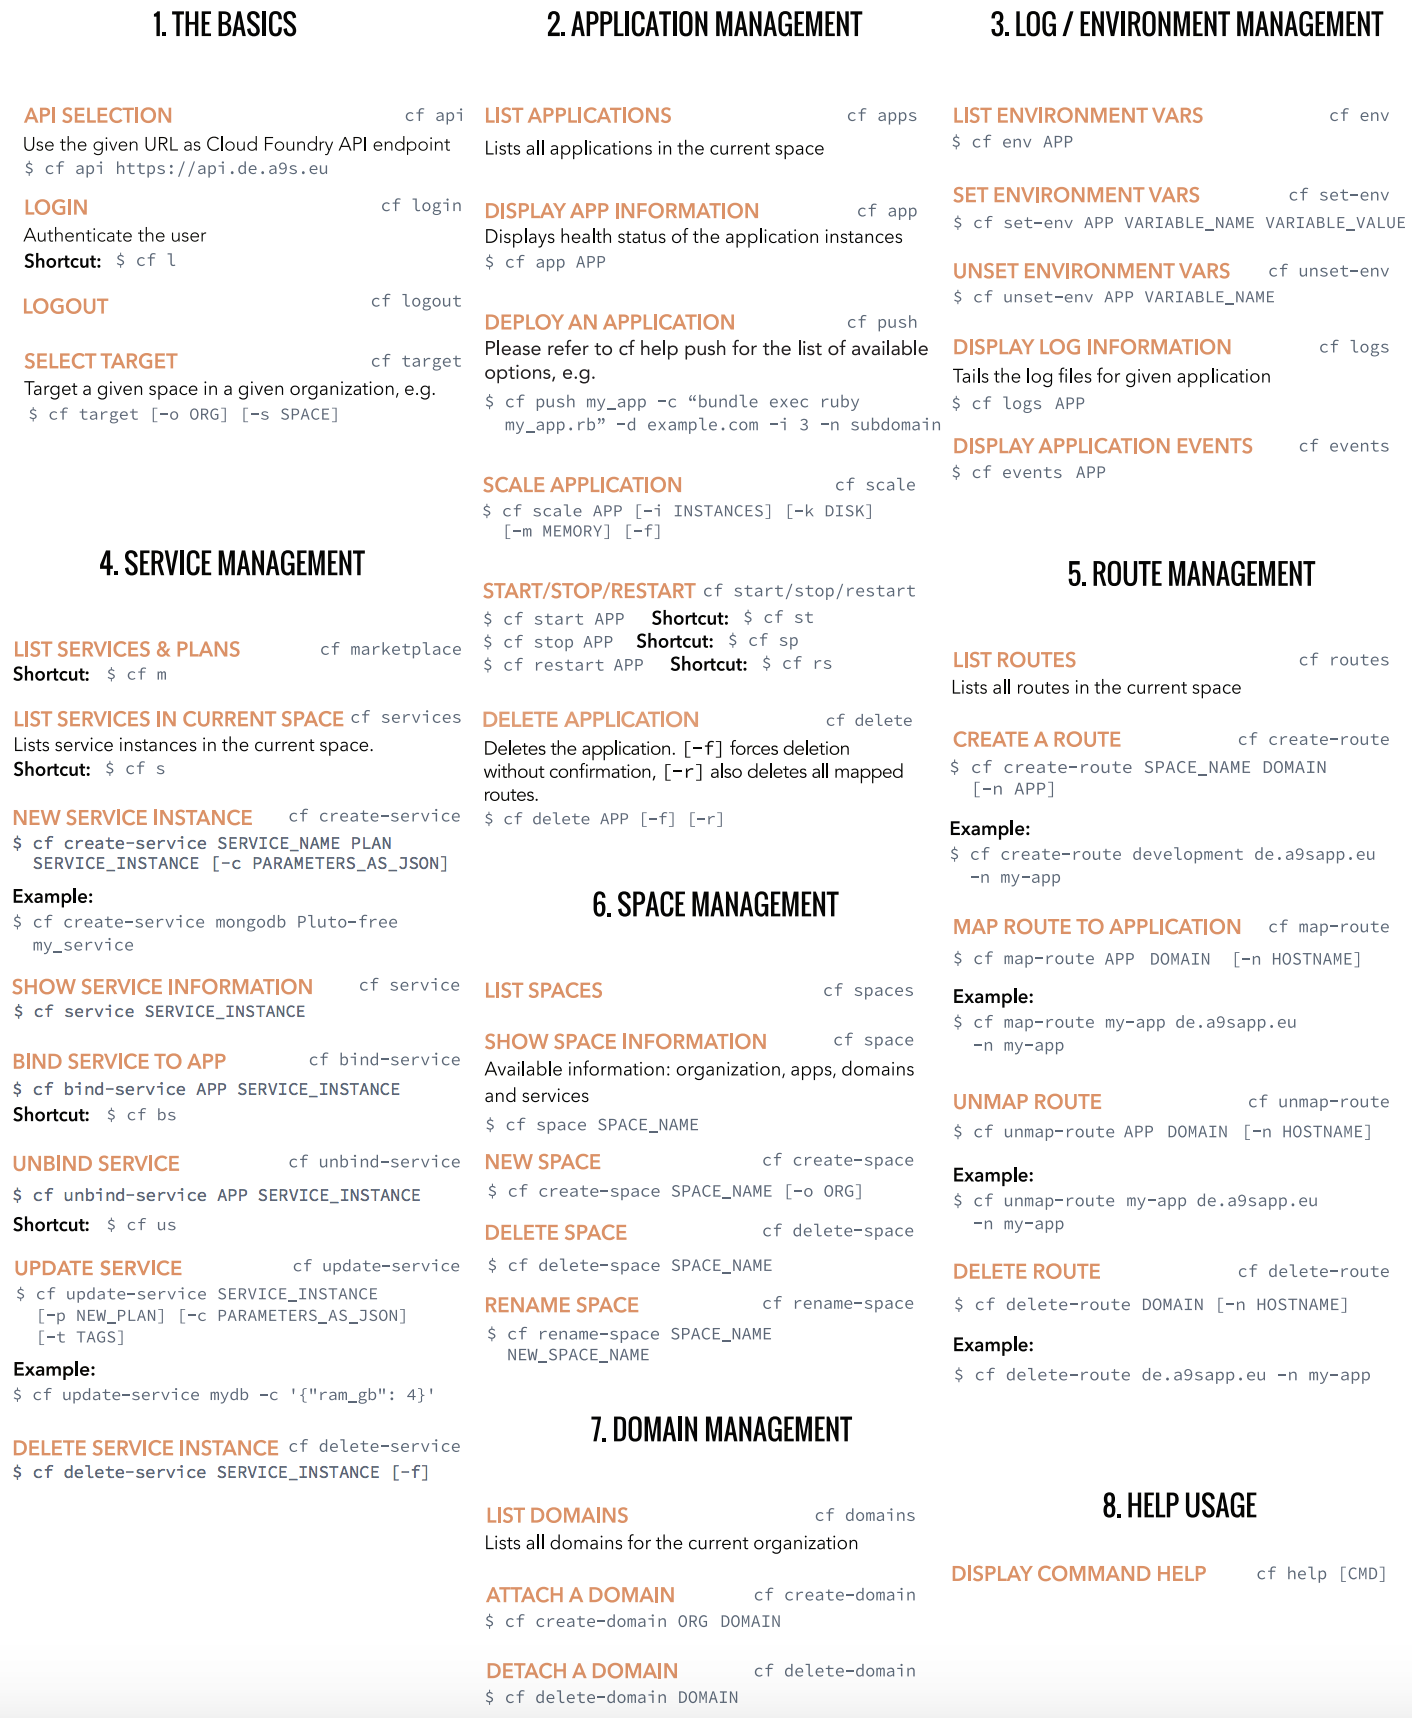 1. THE BASICS
API SELECTION cf api
Use the given URL as Cloud Foundry API endpoint
$ cf api https://api.de.a9s.eu
LOGIN cf login
Authenticate the user
Shortcut: $ cf l
LOGOUT cf logout
SELECT TARGET cf target
Target a given space in a given organization, e.g.
$ cf target [-o ORG] [-s SPACE]
2. APPLICATION MANAGEMENT
LIST APPLICATIONS cf apps
Lists all applications in the current space
DISPLAY APP INFORMATION cf app
Displays health status of the application instances
$ cf app APP
DEPLOY AN APPLICATION cf push
Please refer to cf help push for the list of available
options, e.g.
$ cf push my_app -c “bundle exec ruby
my_app.rb” -d example.com -i 3 -n subdomain
SCALE APPLICATION cf scale
$ cf scale APP [-i INSTANCES] [-k DISK]
[-m MEMORY] [-f]
START/STOP/RESTART cf start/stop/restart
$ cf start APP Shortcut: $ cf st
$ cf stop APP Shortcut: $ cf sp
$ cf restart APP Shortcut: $ cf rs
DELETE APPLICATION cf delete
Deletes the application. [-f] forces deletion
without confirmation, [-r] also deletes all mapped
routes.
$ cf delete APP [-f] [-r]
3. LOG / ENVIRONMENT MANAGEMENT
LIST ENVIRONMENT VARS cf env
$ cf env APP
SET ENVIRONMENT VARS cf set-env
$ cf set-env APP VARIABLE_NAME VARIABLE_VALUE
UNSET ENVIRONMENT VARS cf unset-env
$ cf unset-env APP VARIABLE_NAME
DISPLAY LOG INFORMATION cf logs
Tails the log files for given application
$ cf logs APP
DISPLAY APPLICATION EVENTS cf events
$ cf events APP
4. SERVICE MANAGEMENT
LIST SERVICES & PLANS cf marketplace
Shortcut: $ cf m
LIST SERVICES IN CURRENT SPACE cf services
Lists service instances in the current space.
Shortcut: $ cf s
NEW SERVICE INSTANCE cf create-service
$ cf create-service SERVICE_NAME PLAN
SERVICE_INSTANCE [-c PARAMETERS_AS_JSON]
Example:
$ cf create-service mongodb Pluto-free
my_service
SHOW SERVICE INFORMATION cf service
$ cf service SERVICE_INSTANCE
BIND SERVICE TO APP cf bind-service
$ cf bind-service APP SERVICE_INSTANCE
Shortcut: $ cf bs
UNBIND SERVICE cf unbind-service
$ cf unbind-service APP SERVICE_INSTANCE
Shortcut: $ cf us
UPDATE SERVICE cf update-service
$ cf update-service SERVICE_INSTANCE
[-p NEW_PLAN] [-c PARAMETERS_AS_JSON]
[-t TAGS]
Example:
$ cf update-service mydb -c '{"ram_gb": 4}'
DELETE SERVICE INSTANCE cf delete-service
$ cf delete-service SERVICE_INSTANCE [-f]
5. ROUTE MANAGEMENT
LIST ROUTES cf routes
Lists all routes in the current space
CREATE A ROUTE cf create-route
$ cf create-route SPACE_NAME DOMAIN
[-n APP]
Example:
$ cf create-route development de.a9sapp.eu
-n my-app
MAP ROUTE TO APPLICATION cf map-route
$ cf map-route APP DOMAIN [-n HOSTNAME]
Example:
$ cf map-route my-app de.a9sapp.eu
-n my-app
UNMAP ROUTE cf unmap-route
$ cf unmap-route APP DOMAIN [-n HOSTNAME]
Example:
$ cf unmap-route my-app de.a9sapp.eu
-n my-app
DELETE ROUTE cf delete-route
$ cf delete-route DOMAIN [-n HOSTNAME]
Example:
$ cf delete-route de.a9sapp.eu -n my-app
6. SPACE MANAGEMENT
LIST SPACES cf spaces
SHOW SPACE INFORMATION cf space
Available information: organization, apps, domains
and services
$ cf space SPACE_NAME
NEW SPACE cf create-space
$ cf create-space SPACE_NAME [-o ORG]
DELETE SPACE cf delete-space
$ cf delete-space SPACE_NAME
RENAME SPACE cf rename-space
$ cf rename-space SPACE_NAME
NEW_SPACE_NAME
7. DOMAIN MANAGEMENT
LIST DOMAINS cf domains
Lists all domains for the current organization
ATTACH A DOMAIN cf create-domain
$ cf create-domain ORG DOMAIN
DETACH A DOMAIN cf delete-domain
$ cf delete-domain DOMAIN
8. HELP USAGE
DISPLAY COMMAND HELP cf help [CMD]